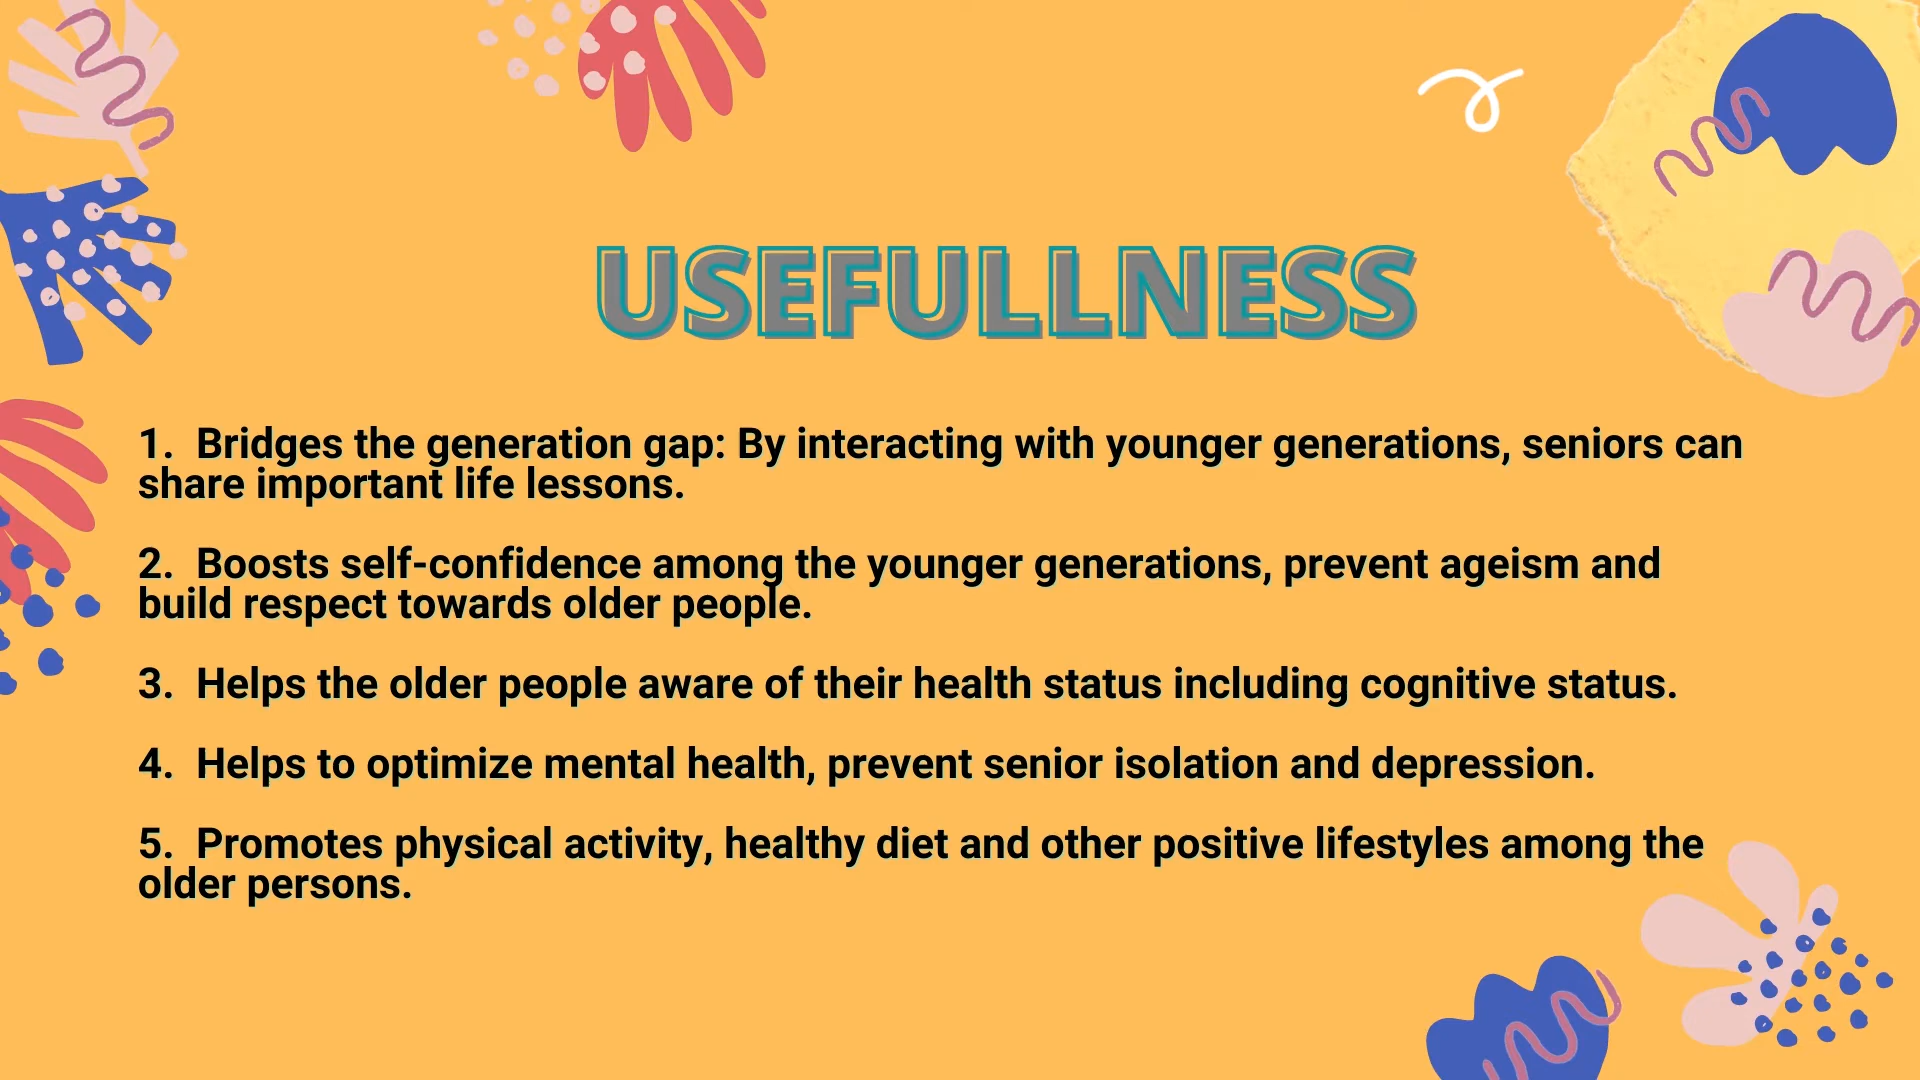 USEFULLNESS
1. Bridges the generation gap: By interacting with younger generations, seniors can
share important life lessons.
2. Boosts self-confidence among the younger generations, prevent ageism and
build respect towards older people.
3. Helps the older people aware of their health status including cognitive status.
4. Helps to optimize mental health, prevent senior isolation and depression.
5. Promotes physical activity, healthy diet and other positive lifestyles among the
older persons.